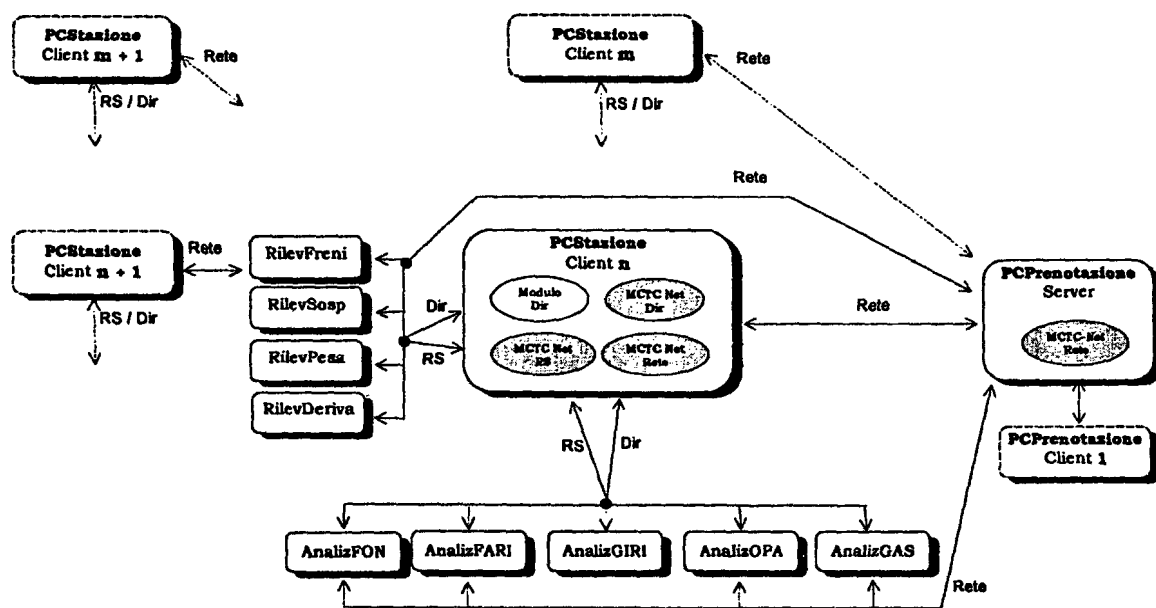 PCStazione
Client m + 1
Rete
RS / Dir
PCStazione
Client m
Rete
RS / Dir
Rete
PCStazione
Client n + 1
Rete
RS / Dir
RilevFreni
RilevSosp
RilevPesa
RilevDeriva
Dir
RS
PCStazione
Client n
Modulo
Dir
MCTC Net
Dir
MCTC Net
RS
MCTC Net
Rete
Rete
PCPrenotazione
Server
MCTC-Net
Rete
PCPrenotazione
Client 1
RS
Dir
AnalizFON
AnalizFARI
AnalizGIRI
AnalizOPA
AnalizGAS
Rete